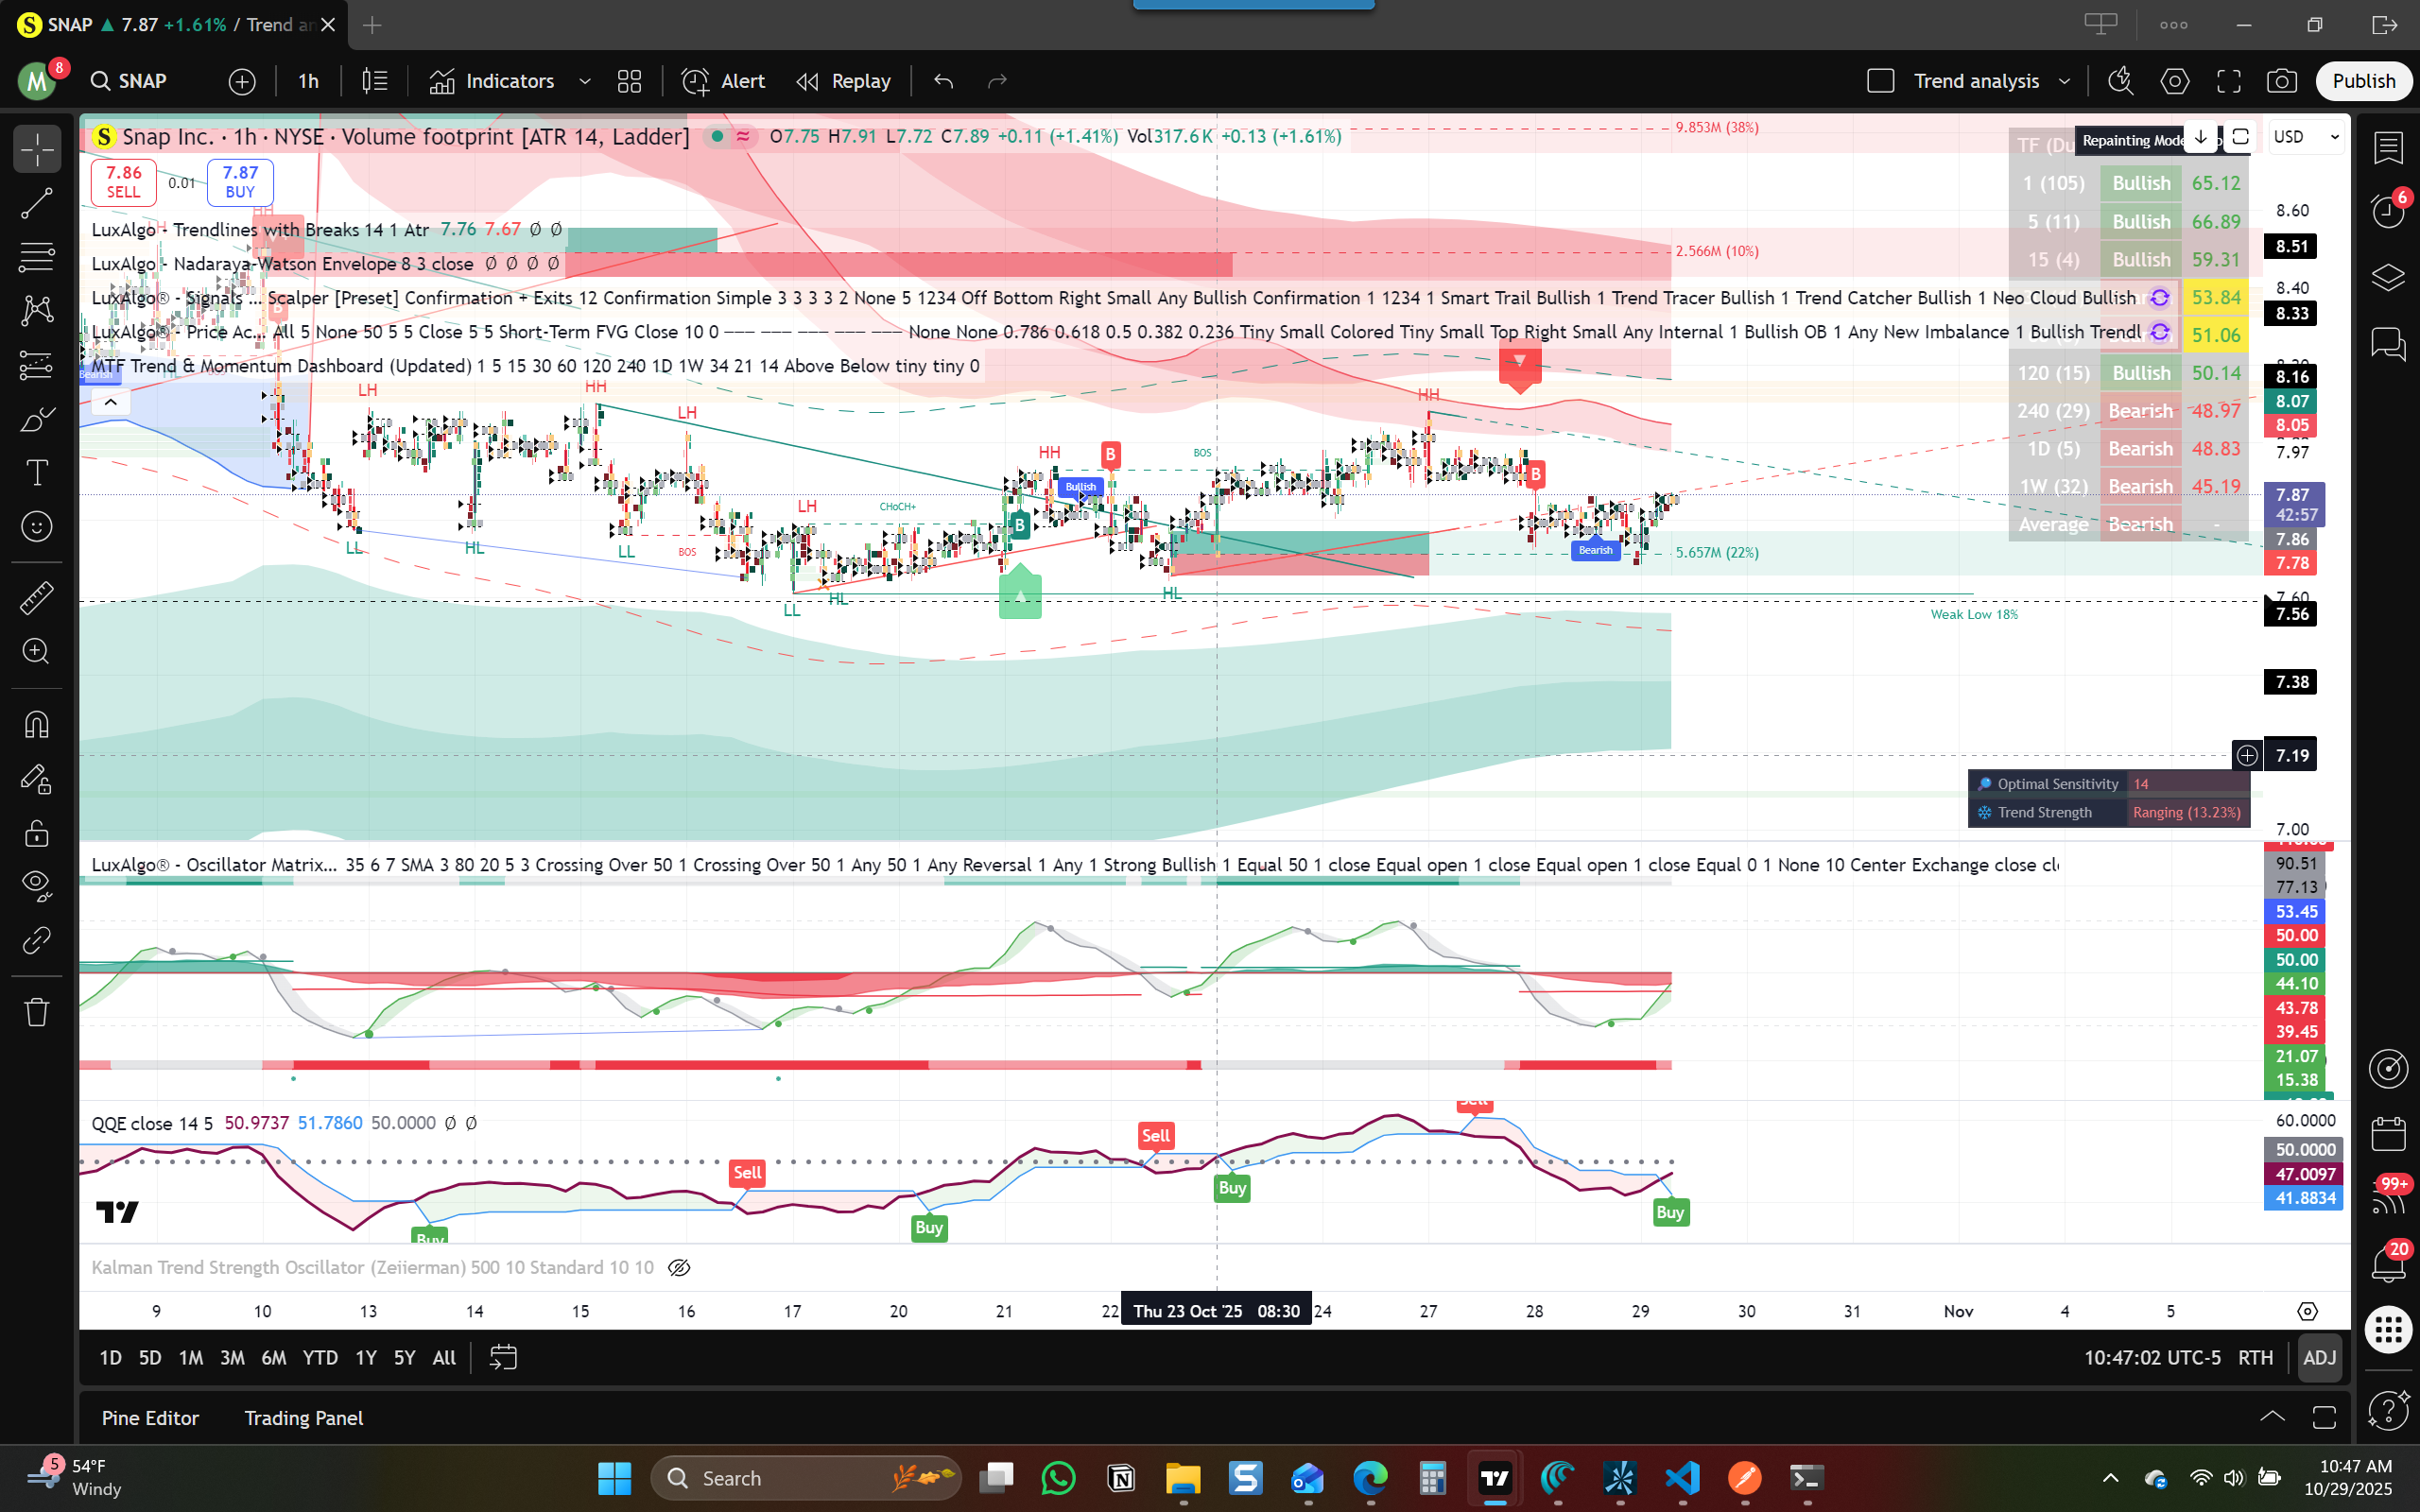 SNAP ▲ 7.87 +1.61% / Trend an
M 8 SNAP 1h Indicators Alert Replay Trend analysis Publish
Snap Inc. · 1h · NYSE · Volume footprint [ATR 14, Ladder] O7.75 H7.91 L7.72 C7.89 +0.11 (+1.41%) Vol317.6K +0.13 (+1.61%)
7.86 SELL 0.01 7.87 BUY
LuxAlgo - Trendlines with Breaks 14 1 Atr 7.76 7.67 Ø Ø
LuxAlgo - Nadaraya-Watson Envelope 8 3 close Ø Ø Ø Ø
LuxAlgo® - Signals ... Scalper [Preset] Confirmation + Exits 12 Confirmation Simple 3 3 3 3 2 None 5 1234 Off Bottom Right Small Any Bullish Confirmation 1 1234 1 Smart Trail Bullish 1 Trend Tracer Bullish 1 Trend Catcher Bullish 1 Neo Cloud Bullish
LuxAlgo® - Price Ac... All 5 None 50 5 5 Close 5 5 Short-Term FVG Close 10 0 —— —— —— —— —— None None 0.786 0.618 0.5 0.382 0.236 Tiny Small Colored Tiny Small Top Right Small Any Internal 1 Bullish OB 1 Any New Imbalance 1 Bullish Trendl
MTF Trend & Momentum Dashboard (Updated) 1 5 15 30 60 120 240 1D 1W 34 21 14 Above Below tiny tiny 0
9.853M (38%)
2.566M (10%)
5.657M (22%)
Weak Low 18%
TF (Du
Repainting Mode
1 (105) Bullish 65.12
5 (11) Bullish 66.89
15 (4) Bullish 59.31
53.84
51.06
120 (15) Bullish 50.14
240 (29) Bearish 48.97
1D (5) Bearish 48.83
1W (32) Bearish 45.19
Average Bearish -
USD
8.60
8.51
8.40
8.33
8.16
8.07
8.05
7.97
7.87
42:57
7.86
7.78
7.60
7.56
7.38
7.19
7.00
HH
B
Bearish
LH
LL
HL
HH
LL
LH
BOS
LH
LL
HL
CHoCH+
B
HH
Bullish
B
HL
BOS
HH
B
Bearish
Optimal Sensitivity 14
Trend Strength Ranging (13.23%)
LuxAlgo® - Oscillator Matrix... 35 6 7 SMA 3 80 20 5 3 Crossing Over 50 1 Crossing Over 50 1 Any 50 1 Any Reversal 1 Any 1 Strong Bullish 1 Equal 50 1 close Equal open 1 close Equal open 1 close Equal 0 1 None 10 Center Exchange close cl
90.51
77.13
53.45
50.00
50.00
44.10
43.78
39.45
21.07
15.38
QQE close 14 5 50.9737 51.7860 50.0000 Ø Ø
Buy
Sell
Buy
Sell
Buy
Sell
Buy
60.0000
50.0000
47.0097
41.8834
Kalman Trend Strength Oscillator (Zeiierman) 500 10 Standard 10 10
9 10 13 14 15 16 17 20 21 22 Thu 23 Oct '25 08:30 24 27 28 29 30 31 Nov 4 5
1D 5D 1M 3M 6M YTD 1Y 5Y All 10:47:02 UTC-5 RTH ADJ
Pine Editor Trading Panel
6
99+
20
5 54°F
Windy
Search
10:47 AM
10/29/2025